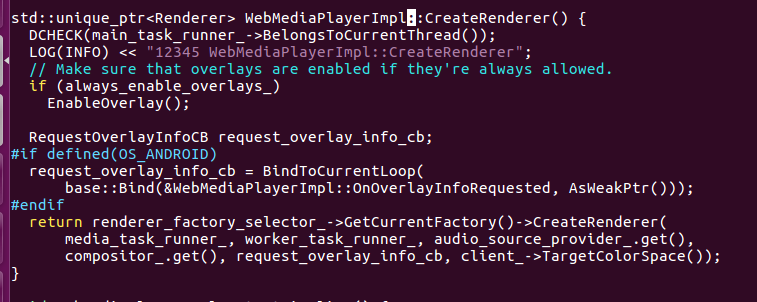 std::unique_ptr<Renderer> WebMediaPlayerImpl::CreateRenderer() {
  DCHECK(main_task_runner_->BelongsToCurrentThread());
  LOG(INFO) << "12345 WebMediaPlayerImpl::CreateRenderer";
  // Make sure that overlays are enabled if they're always allowed.
  if (always_enable_overlays_)
    EnableOverlay();

  RequestOverlayInfoCB request_overlay_info_cb;
#if defined(OS_ANDROID)
  request_overlay_info_cb = BindToCurrentLoop(
      base::Bind(&WebMediaPlayerImpl::OnOverlayInfoRequested, AsWeakPtr()));
#endif
  return renderer_factory_selector_->GetCurrentFactory()->CreateRenderer(
      media_task_runner_, worker_task_runner_, audio_source_provider_.get(),
      compositor_.get(), request_overlay_info_cb, client_->TargetColorSpace());
}